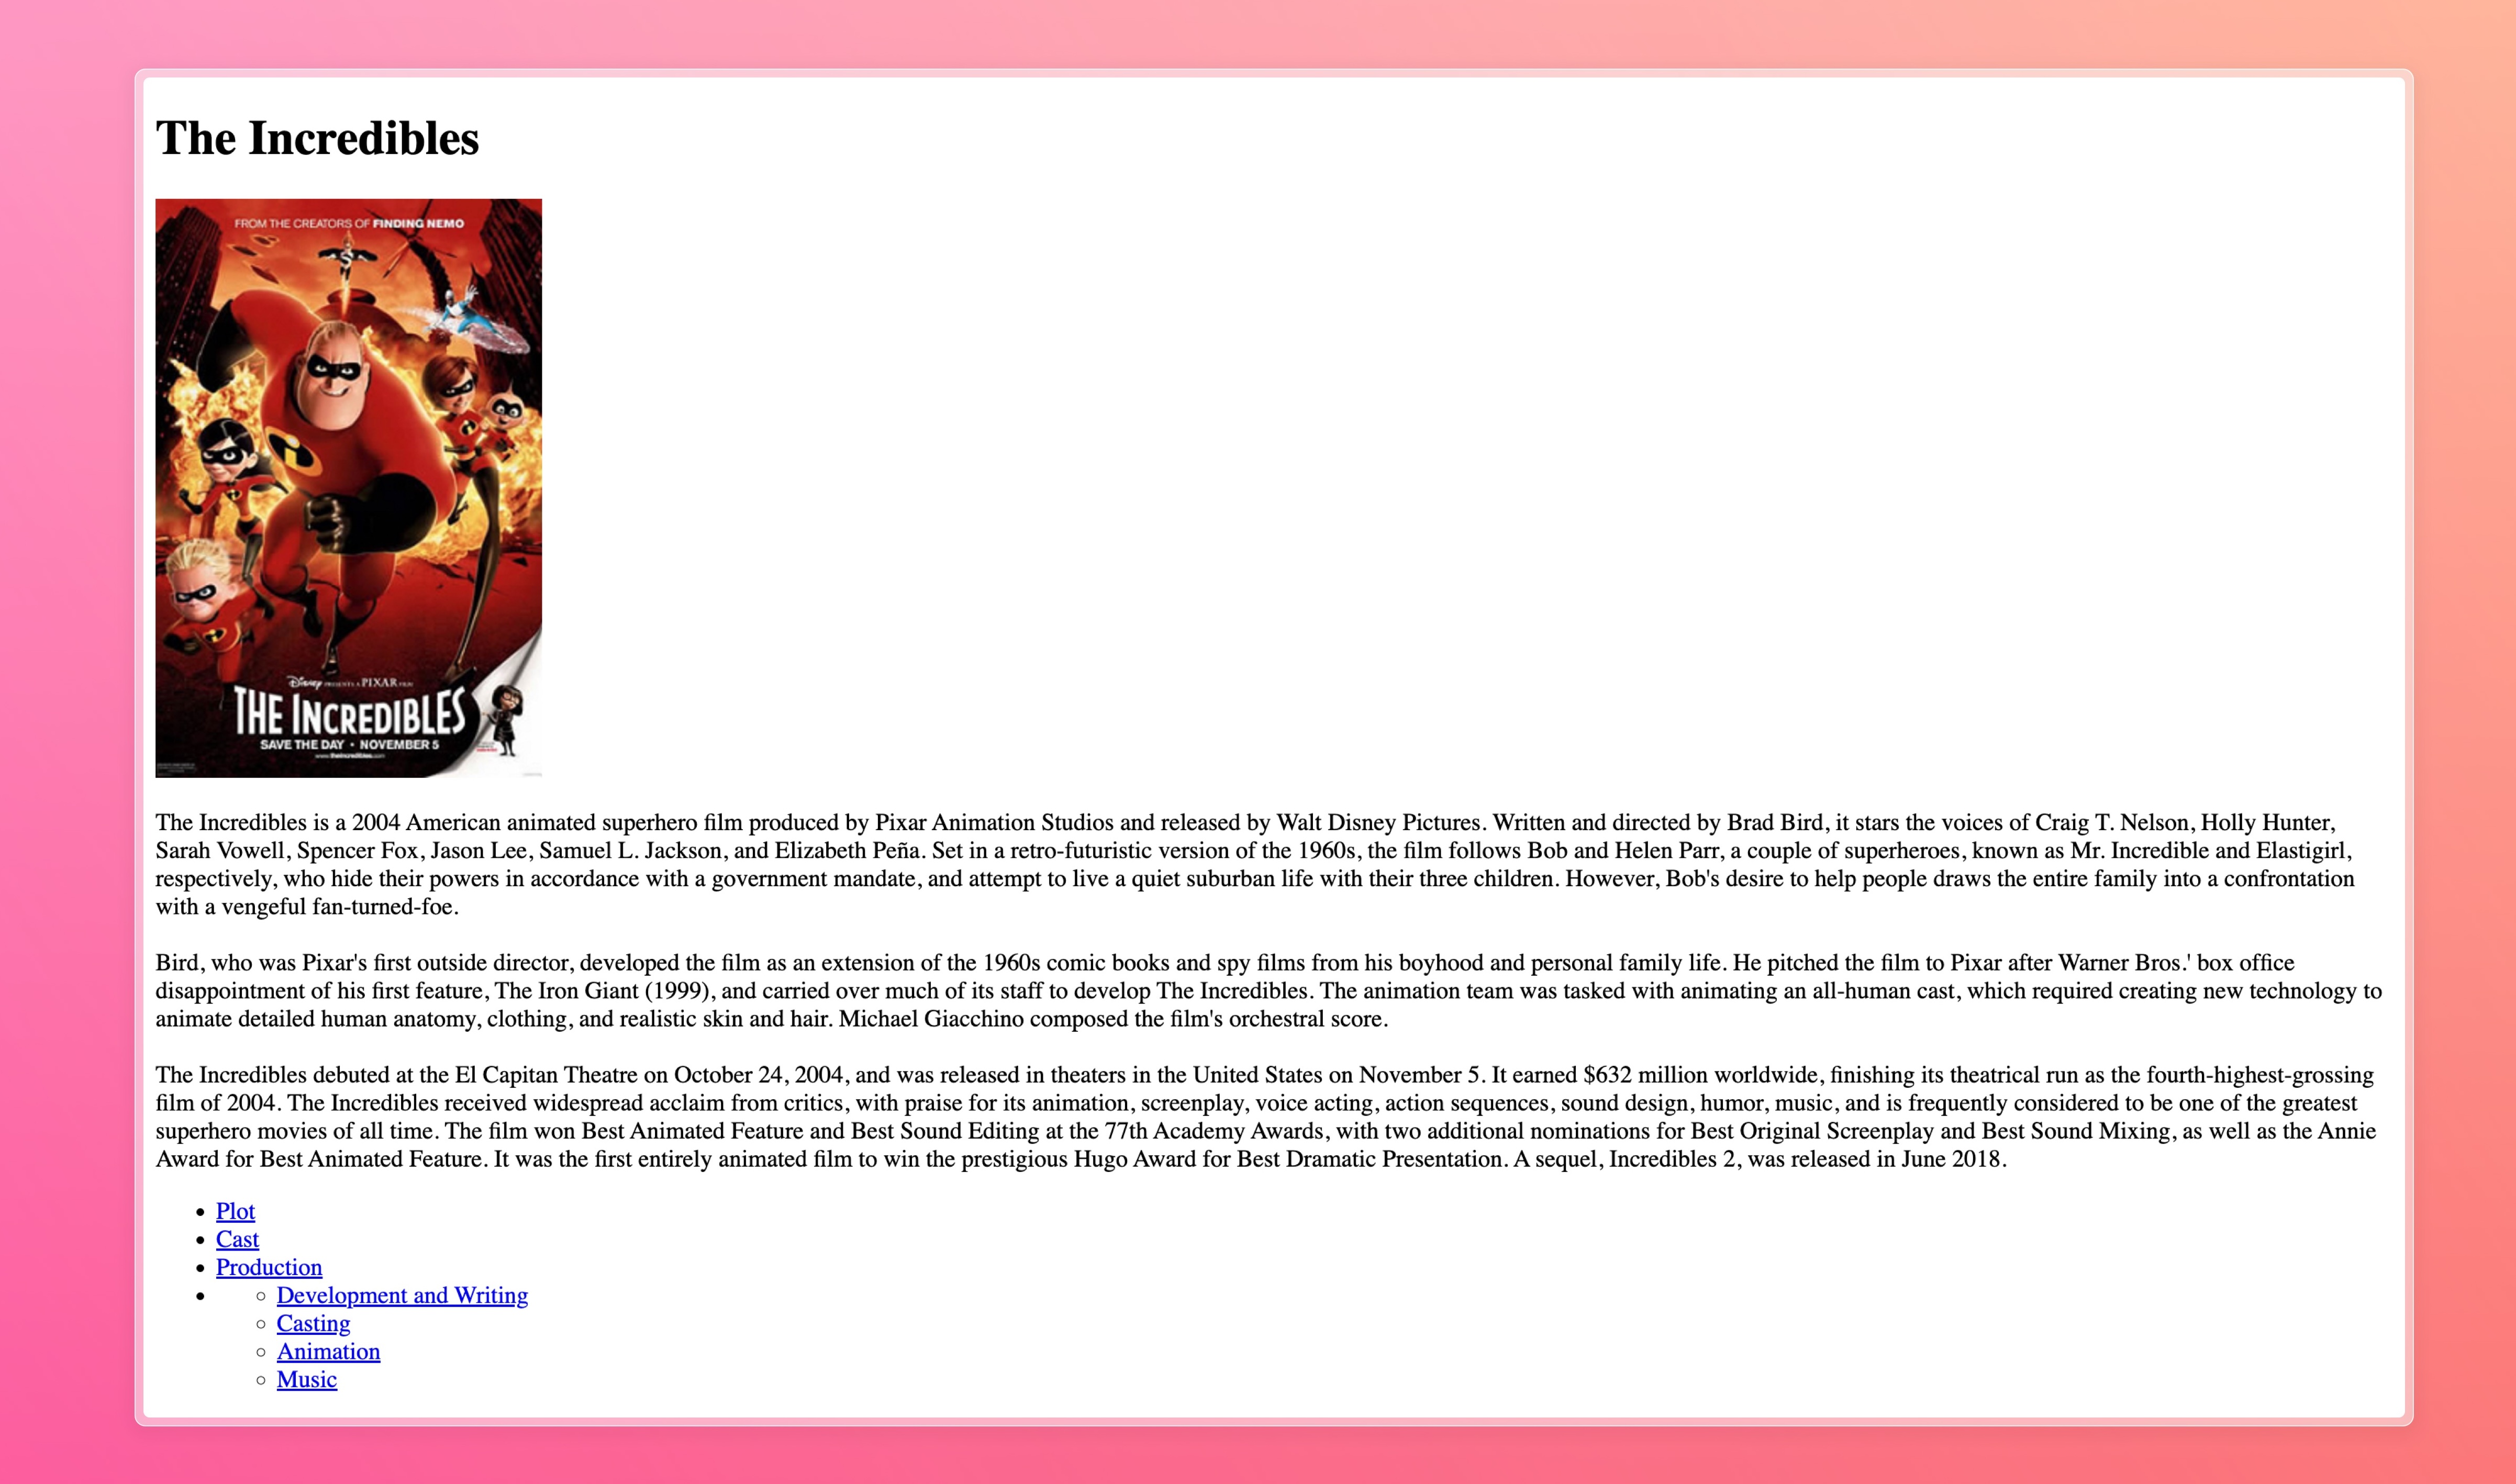 The Incredibles
FROM THE CREATORS OF FINDING NEMO
Disney PRESENTS A PIXAR FILM
THE INCREDIBLES
SAVE THE DAY • NOVEMBER 5
www.theincredibles.com
The Incredibles is a 2004 American animated superhero film produced by Pixar Animation Studios and released by Walt Disney Pictures. Written and directed by Brad Bird, it stars the voices of Craig T. Nelson, Holly Hunter,
Sarah Vowell, Spencer Fox, Jason Lee, Samuel L. Jackson, and Elizabeth Peña. Set in a retro-futuristic version of the 1960s, the film follows Bob and Helen Parr, a couple of superheroes, known as Mr. Incredible and Elastigirl,
respectively, who hide their powers in accordance with a government mandate, and attempt to live a quiet suburban life with their three children. However, Bob's desire to help people draws the entire family into a confrontation
with a vengeful fan-turned-foe.
Bird, who was Pixar's first outside director, developed the film as an extension of the 1960s comic books and spy films from his boyhood and personal family life. He pitched the film to Pixar after Warner Bros.' box office
disappointment of his first feature, The Iron Giant (1999), and carried over much of its staff to develop The Incredibles. The animation team was tasked with animating an all-human cast, which required creating new technology to
animate detailed human anatomy, clothing, and realistic skin and hair. Michael Giacchino composed the film's orchestral score.
The Incredibles debuted at the El Capitan Theatre on October 24, 2004, and was released in theaters in the United States on November 5. It earned $632 million worldwide, finishing its theatrical run as the fourth-highest-grossing
film of 2004. The Incredibles received widespread acclaim from critics, with praise for its animation, screenplay, voice acting, action sequences, sound design, humor, music, and is frequently considered to be one of the greatest
superhero movies of all time. The film won Best Animated Feature and Best Sound Editing at the 77th Academy Awards, with two additional nominations for Best Original Screenplay and Best Sound Mixing, as well as the Annie
Award for Best Animated Feature. It was the first entirely animated film to win the prestigious Hugo Award for Best Dramatic Presentation. A sequel, Incredibles 2, was released in June 2018.
Plot
Cast
Production
Development and Writing
Casting
Animation
Music